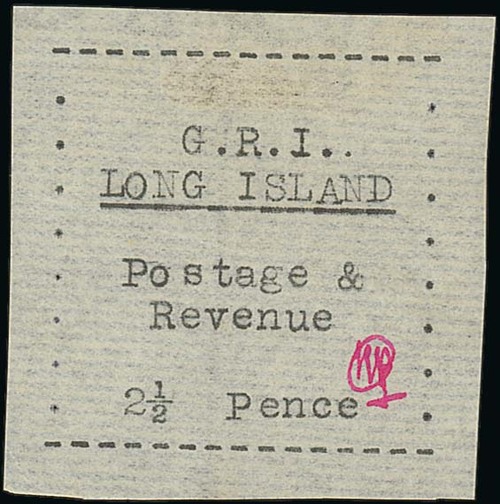 G.R.I..
LONG ISLAND
Postage &
Revenue
2½ Pence